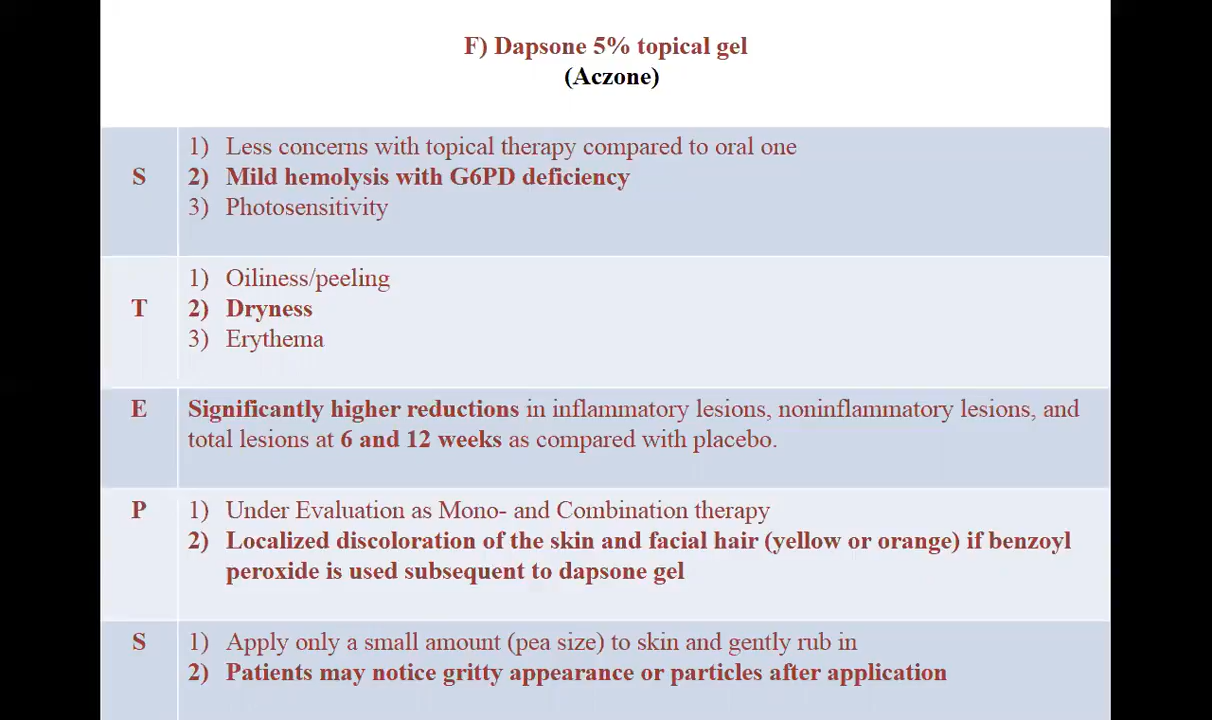 F) Dapsone 5% topical gel
(Aczone)
S
1) Less concerns with topical therapy compared to oral one
2) Mild hemolysis with G6PD deficiency
3) Photosensitivity
T
1) Oiliness/peeling
2) Dryness
3) Erythema
E
Significantly higher reductions in inflammatory lesions, noninflammatory lesions, and
total lesions at 6 and 12 weeks as compared with placebo.
P
1) Under Evaluation as Mono- and Combination therapy
2) Localized discoloration of the skin and facial hair (yellow or orange) if benzoyl
peroxide is used subsequent to dapsone gel
S
1) Apply only a small amount (pea size) to skin and gently rub in
2) Patients may notice gritty appearance or particles after application